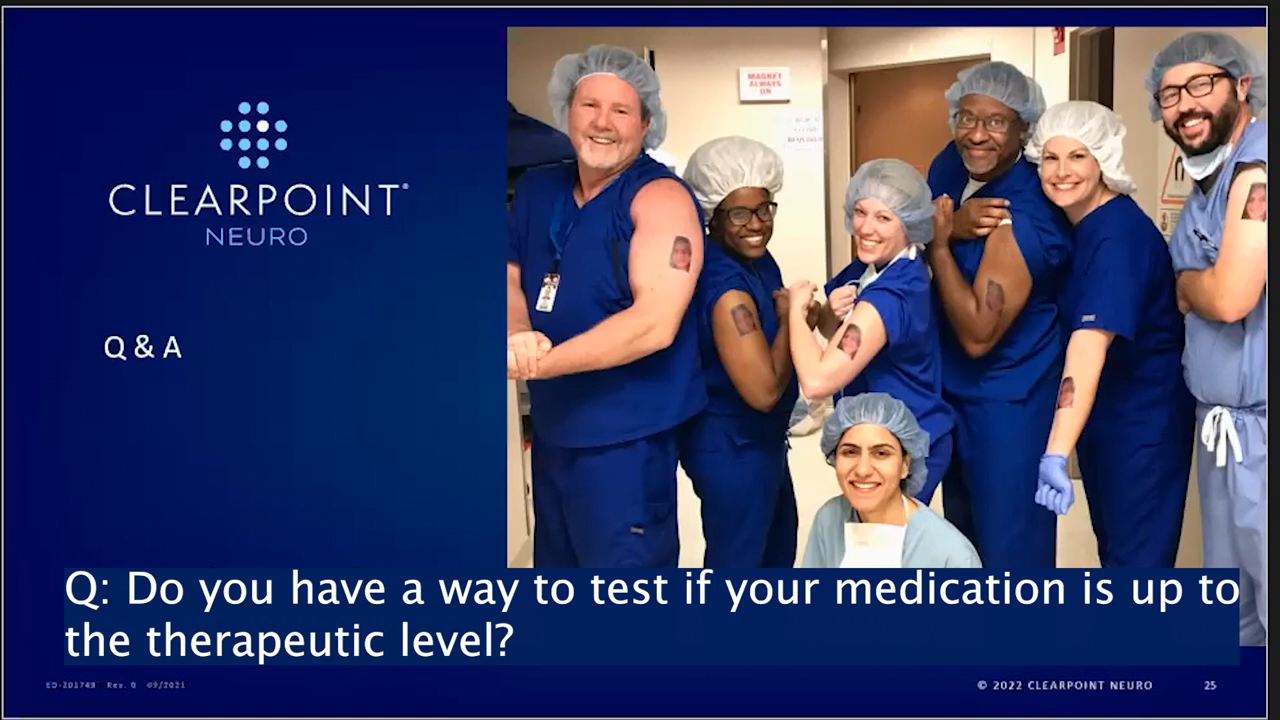 MAGNET
ALWAYS
ON
CLEARPOINT®
NEURO
Q & A
Q: Do you have a way to test if your medication is up to
the therapeutic level?
© 2022 CLEARPOINT NEURO
25